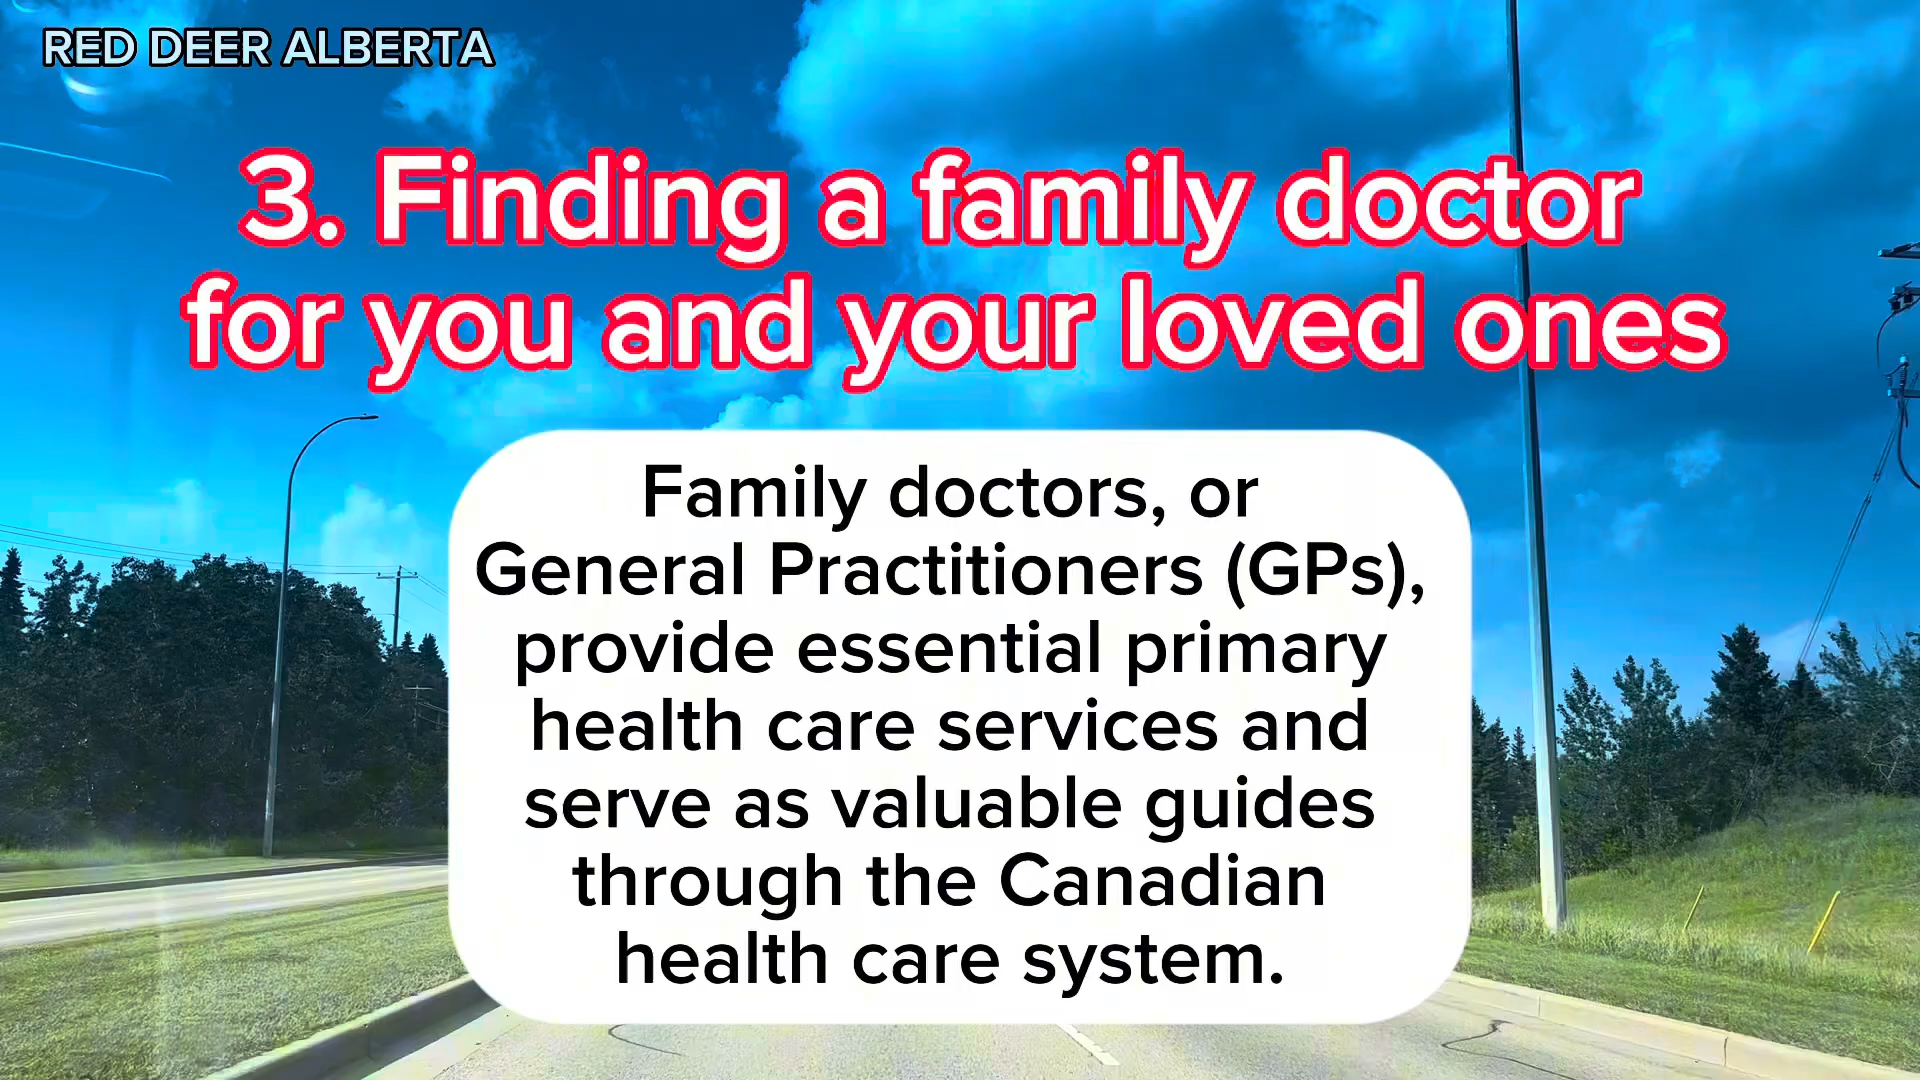 RED DEER ALBERTA
3. Finding a family doctor
for you and your loved ones
Family doctors, or
General Practitioners (GPs),
provide essential primary
health care services and
serve as valuable guides
through the Canadian
health care system.